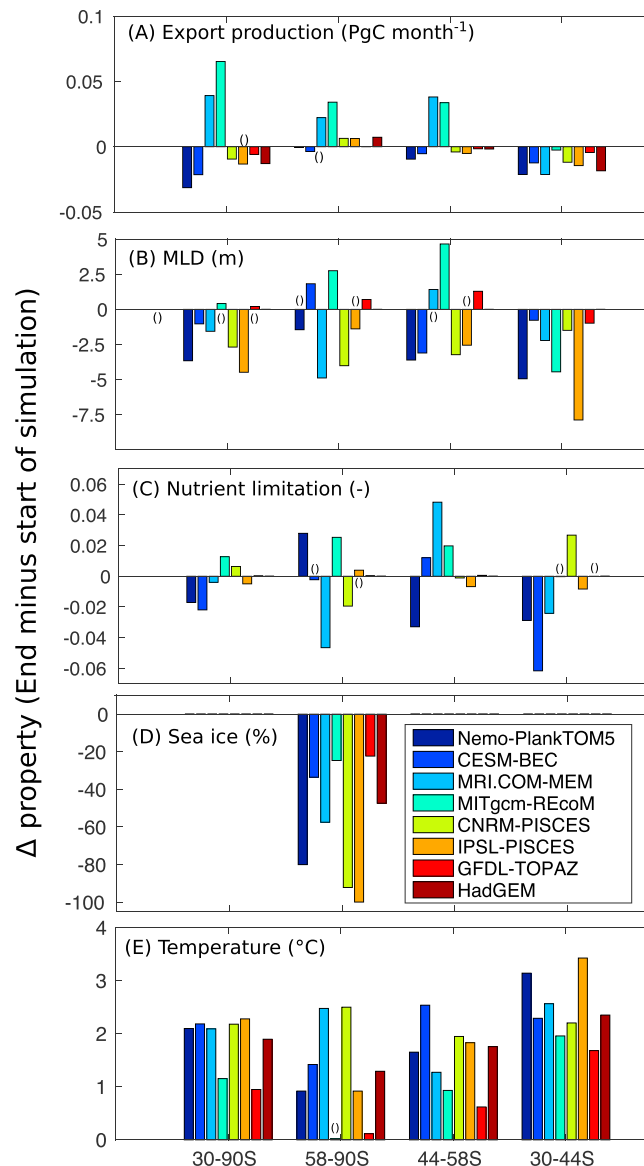 Δ property (End minus start of simulation)
(A) Export production (PgC month⁻¹)
0.1
0.05
0
-0.05
()
()
(B) MLD (m)
5
2.5
0
-2.5
-5
-7.5
() () () () () () ()
(C) Nutrient limitation (-)
0.06
0.04
0.02
0
-0.02
-0.04
-0.06
() () () ()
(D) Sea ice (%)
0
-20
-40
-60
-80
-100
Nemo-PlankTOM5
CESM-BEC
MRI.COM-MEM
MITgcm-REcoM
CNRM-PISCES
IPSL-PISCES
GFDL-TOPAZ
HadGEM
(E) Temperature (°C)
4
3
2
1
0
()
30-90S 58-90S 44-58S 30-44S